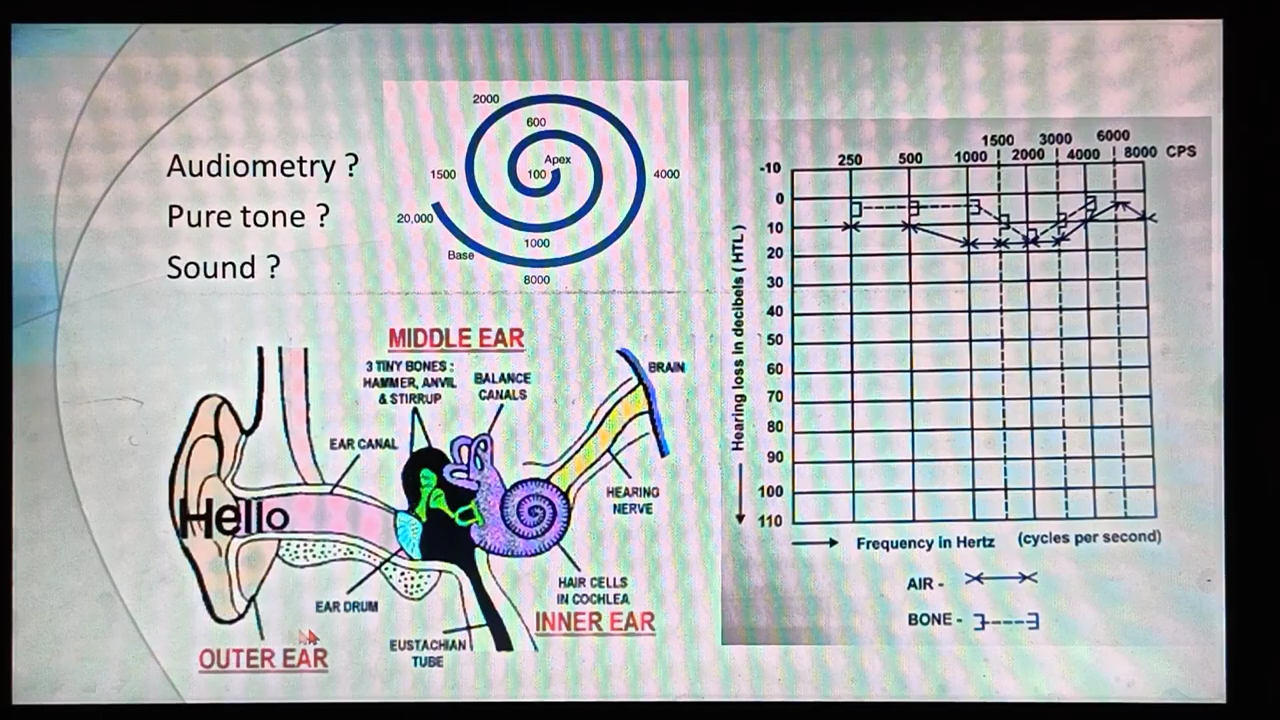 Audiometry ?
Pure tone ?
Sound ?
2000
600
Apex
1500
100
4000
20,000
1000
Base
8000
MIDDLE EAR
3 TINY BONES :
HAMMER, ANVIL
& STIRRUP
BALANCE
CANALS
BRAIN
EAR CANAL
Hello
HEARING
NERVE
HAIR CELLS
IN COCHLEA
EAR DRUM
INNER EAR
EUSTACHIAN
TUBE
OUTER EAR
1500 3000 6000
250 500 1000 2000 4000 8000 CPS
-10
0
10
20
30
40
50
60
70
80
90
100
110
Hearing loss in decibels ( HTL )
Frequency in Hertz (cycles per second)
AIR -
BONE -